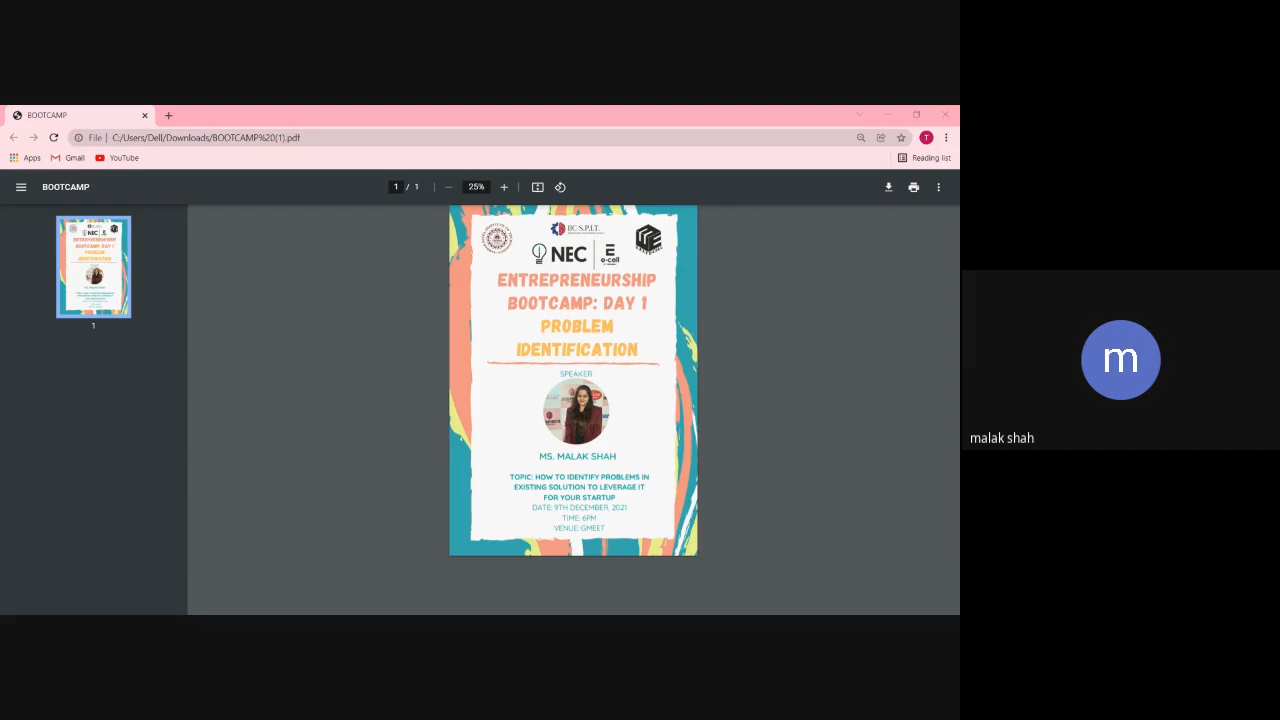 BOOTCAMP
File | C:/Users/Dell/Downloads/BOOTCAMP%20(1).pdf
T
Apps
Gmail
YouTube
Reading list
BOOTCAMP
1 / 1
25%
1
IIC S.P.I.T.
NEC
e-cell
ENTREPRENEURSHIP
BOOTCAMP: DAY 1
PROBLEM
IDENTIFICATION
SPEAKER
MS. MALAK SHAH
TOPIC: HOW TO IDENTIFY PROBLEMS IN
EXISTING SOLUTION TO LEVERAGE IT
FOR YOUR STARTUP
DATE: 9TH DECEMBER, 2021
TIME: 6PM
VENUE: GMEET
m
malak shah